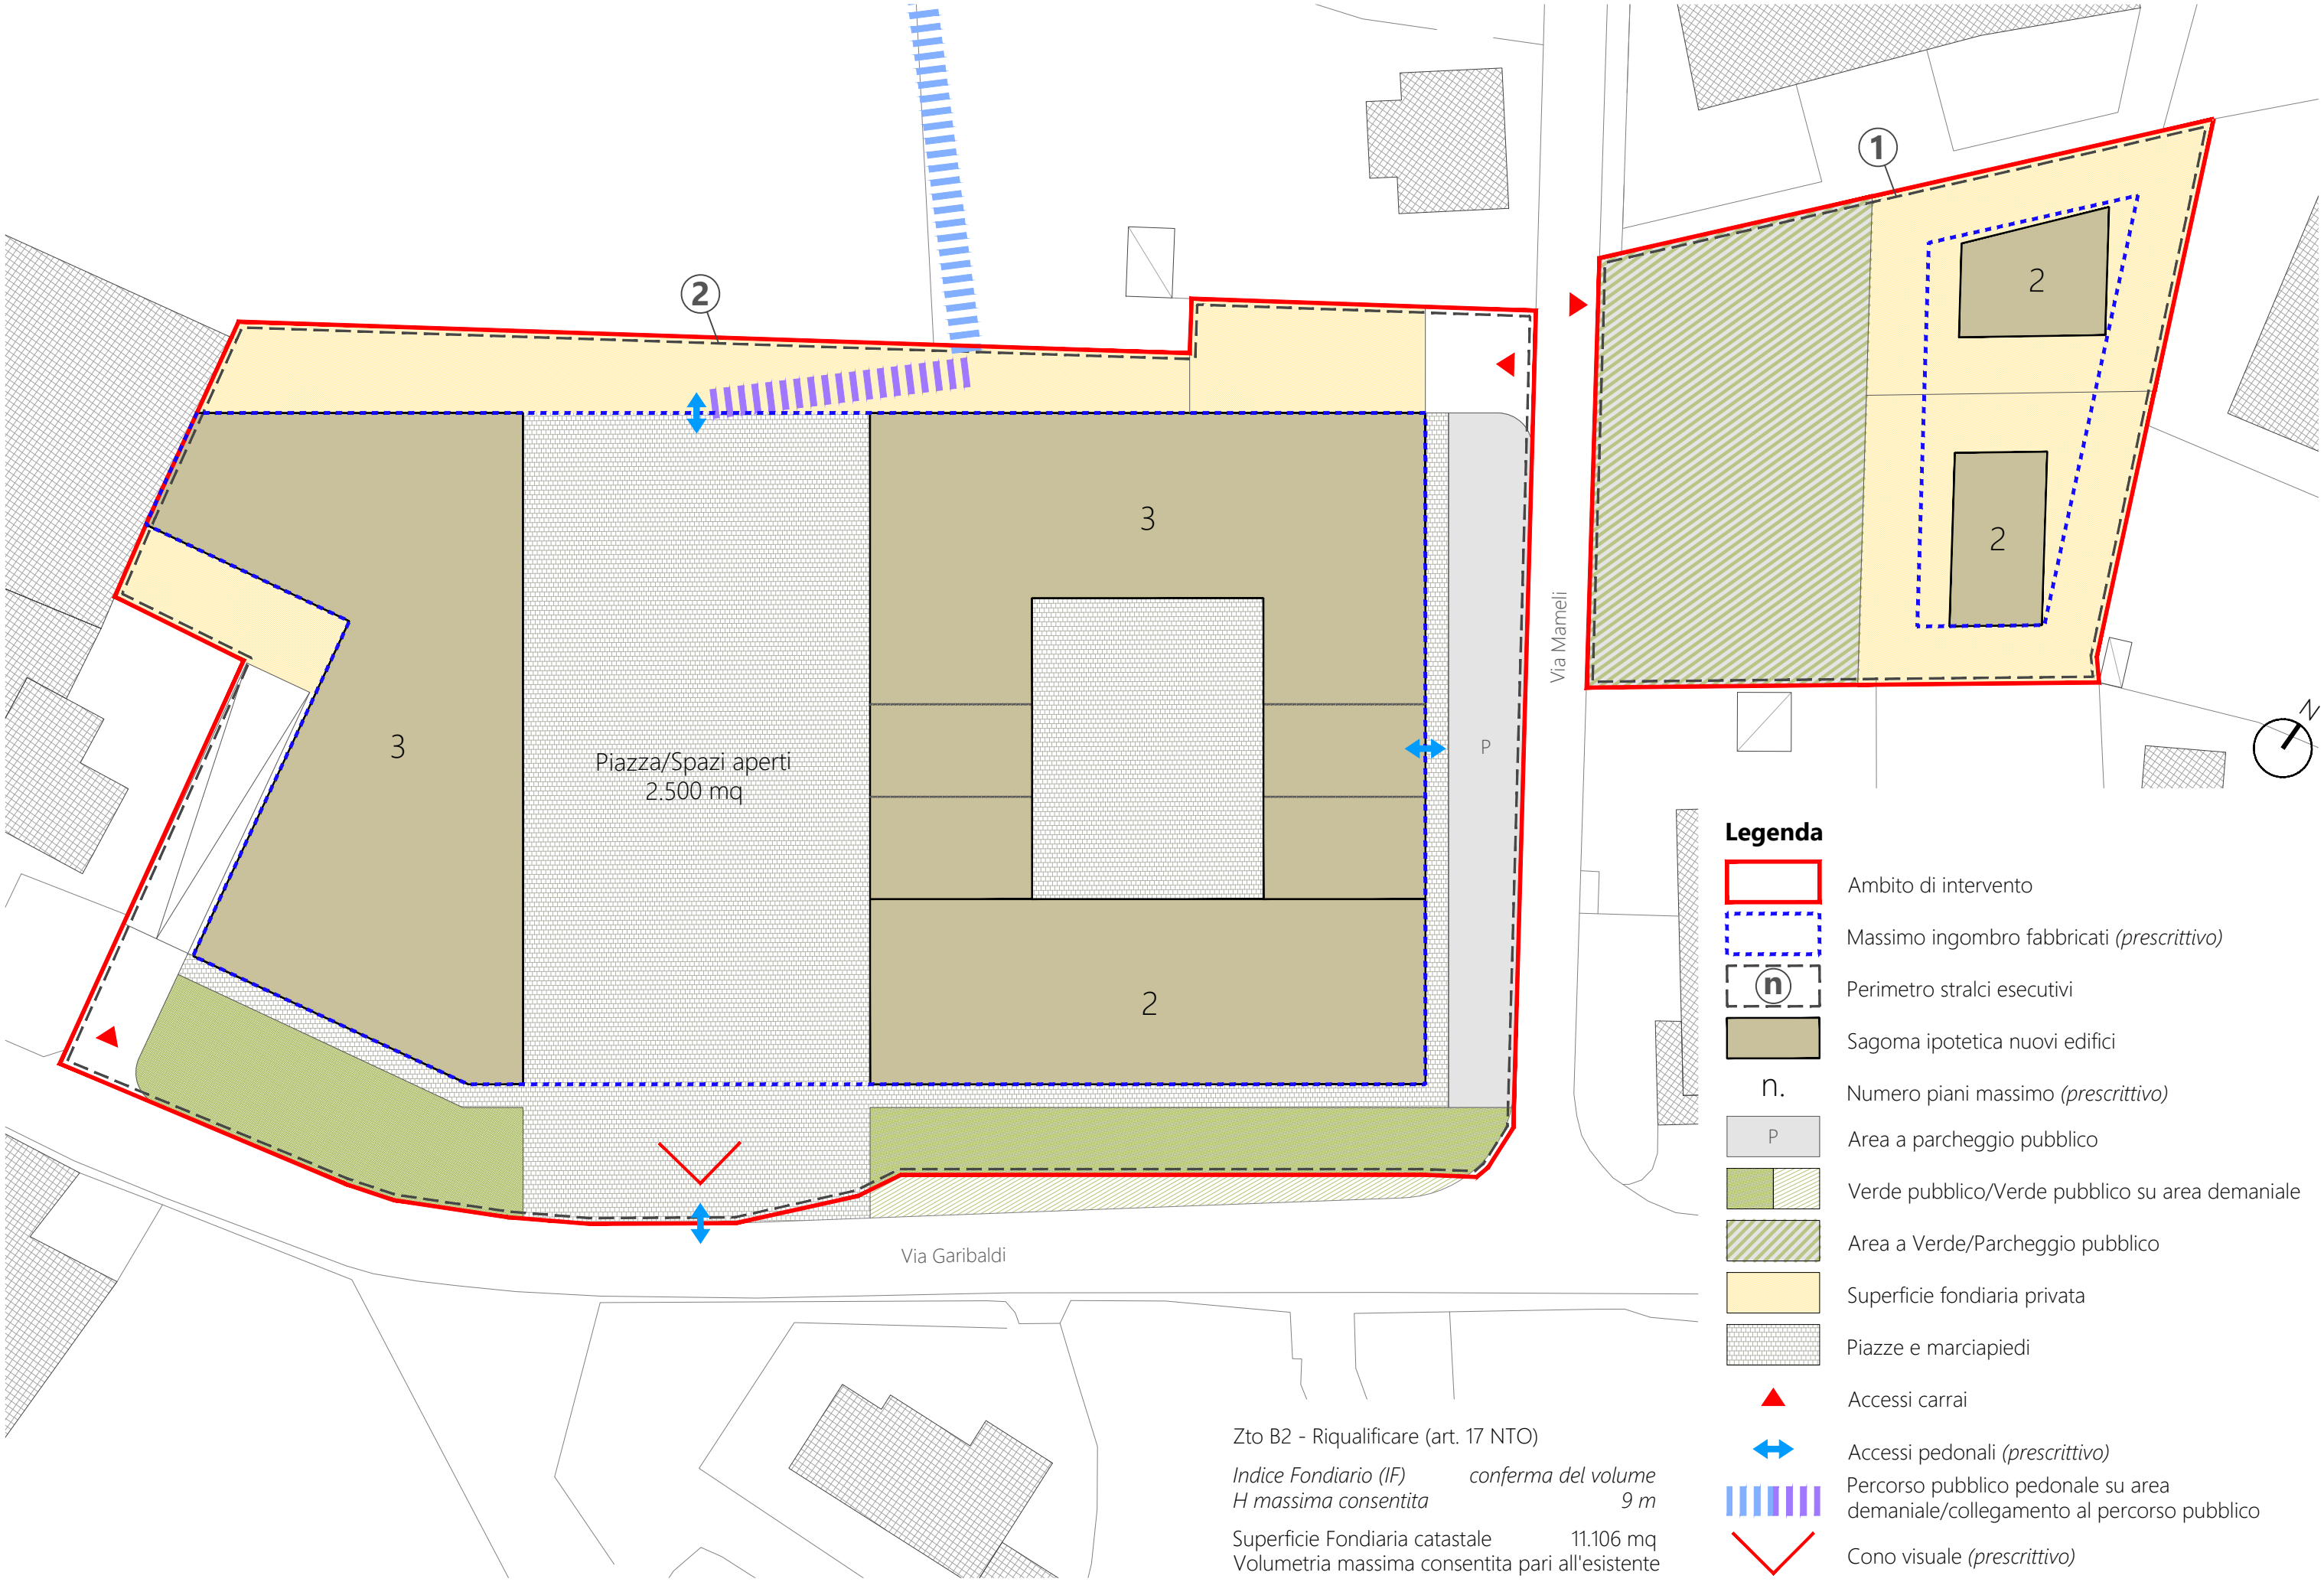 1
2
2
N
3
2
Via Mameli
3
Piazza/Spazi aperti
2.500 mq
P
2
Via Garibaldi
Legenda
Ambito di intervento
Massimo ingombro fabbricati (prescrittivo)
n
Perimetro stralci esecutivi
Sagoma ipotetica nuovi edifici
n.
Numero piani massimo (prescrittivo)
P
Area a parcheggio pubblico
Verde pubblico/Verde pubblico su area demaniale
Area a Verde/Parcheggio pubblico
Superficie fondiaria privata
Piazze e marciapiedi
Accessi carrai
Accessi pedonali (prescrittivo)
Percorso pubblico pedonale su area
demaniale/collegamento al percorso pubblico
Cono visuale (prescrittivo)
Zto B2 - Riqualificare (art. 17 NTO)
Indice Fondiario (IF) conferma del volume
H massima consentita 9 m
Superficie Fondiaria catastale 11.106 mq
Volumetria massima consentita pari all'esistente